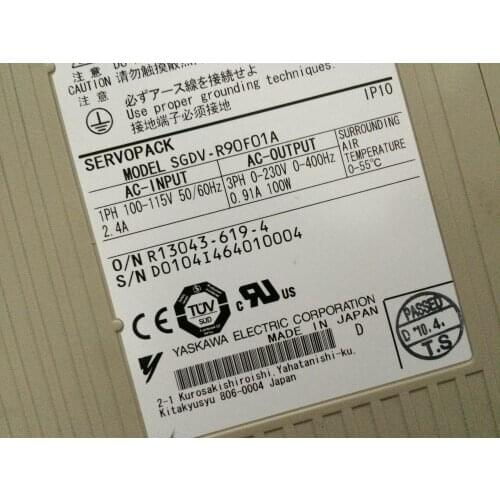 注意 请勿触摸散
CAUTION
必ずアース線を接続せよ
Use proper grounding techniques.
接地端子必须接地
IP10
SERVOPACK
MODEL SGDV-R90F01A
AC-INPUT
1PH 100-115V 50/60Hz
2.4A
AC-OUTPUT
3PH 0-230V 0-400Hz
0.91A 100W
SURROUNDING
AIR
TEMPERATURE
0-55℃
O/N R13043-619-4
S/N D0104I464010004
CE
TÜV
SÜD
c RU US
YASKAWA ELECTRIC CORPORATION
MADE IN JAPAN D
2-1 Kurosakishiroishi, Yahatanishi-ku,
Kitakyusyu 806-0004 Japan
PASSED
D '10.4.
T.S